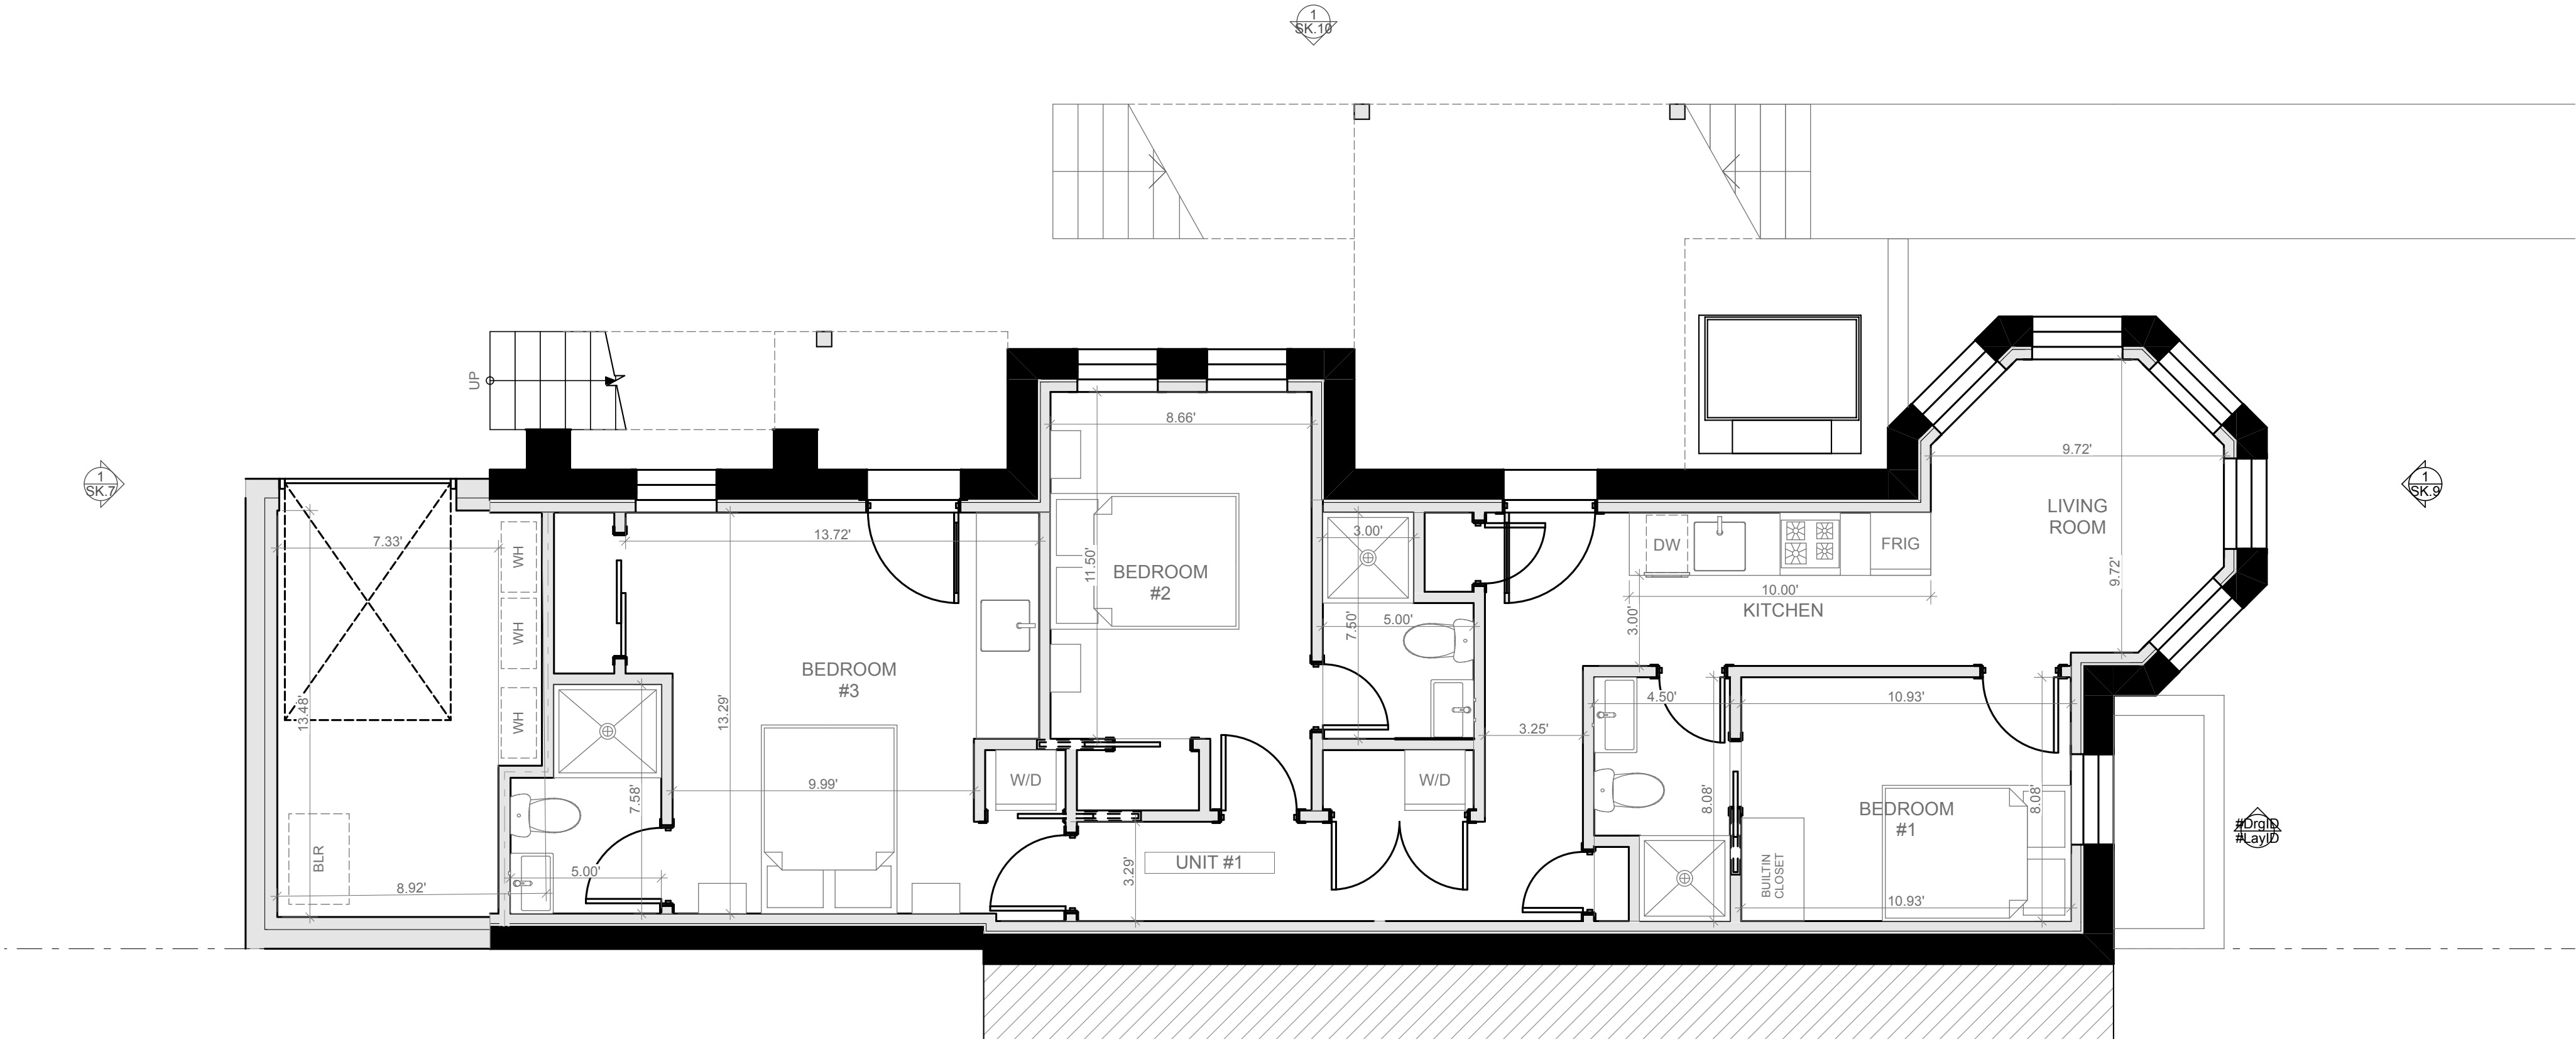 1
SK.10
UP
1
SK.7
1
SK.9
8.66'
9.72'
LIVING
ROOM
7.33'
13.72'
3.00'
WH
DW
FRIG
11.50'
BEDROOM
#2
10.00'
KITCHEN
9.72'
WH
7.50'
5.00'
3.00'
BEDROOM
#3
4.50'
10.93'
13.48'
WH
13.29'
3.25'
9.99'
W/D
W/D
7.58'
8.08'
8.08'
BEDROOM
#1
#DrgID
#LayID
BLR
UNIT #1
3.29'
BUILTIN
CLOSET
5.00'
8.92'
10.93'